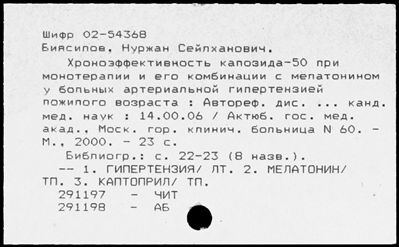 Шифр 02-54368
Биясилов, Нуржан Сейлханович.
Хроноэффективность капозида-50 при
монотерапии и его комбинации с мелатонином
у больных артериальной гипертензией
пожилого возраста : Автореф. дис. ... канд.
мед. наук : 14.00.06 / Актюб. гос. мед.
акад., Моск. гор. клинич. больница N 60. -
М., 2000. - 23 с.
Библиогр.: с. 22-23 (8 назв.).
-- 1. ГИПЕРТЕНЗИЯ/ ЛТ. 2. МЕЛАТОНИН/
ТП. 3. КАПТОПРИЛ/ ТП.
291197 - ЧИТ
291198 - АБ